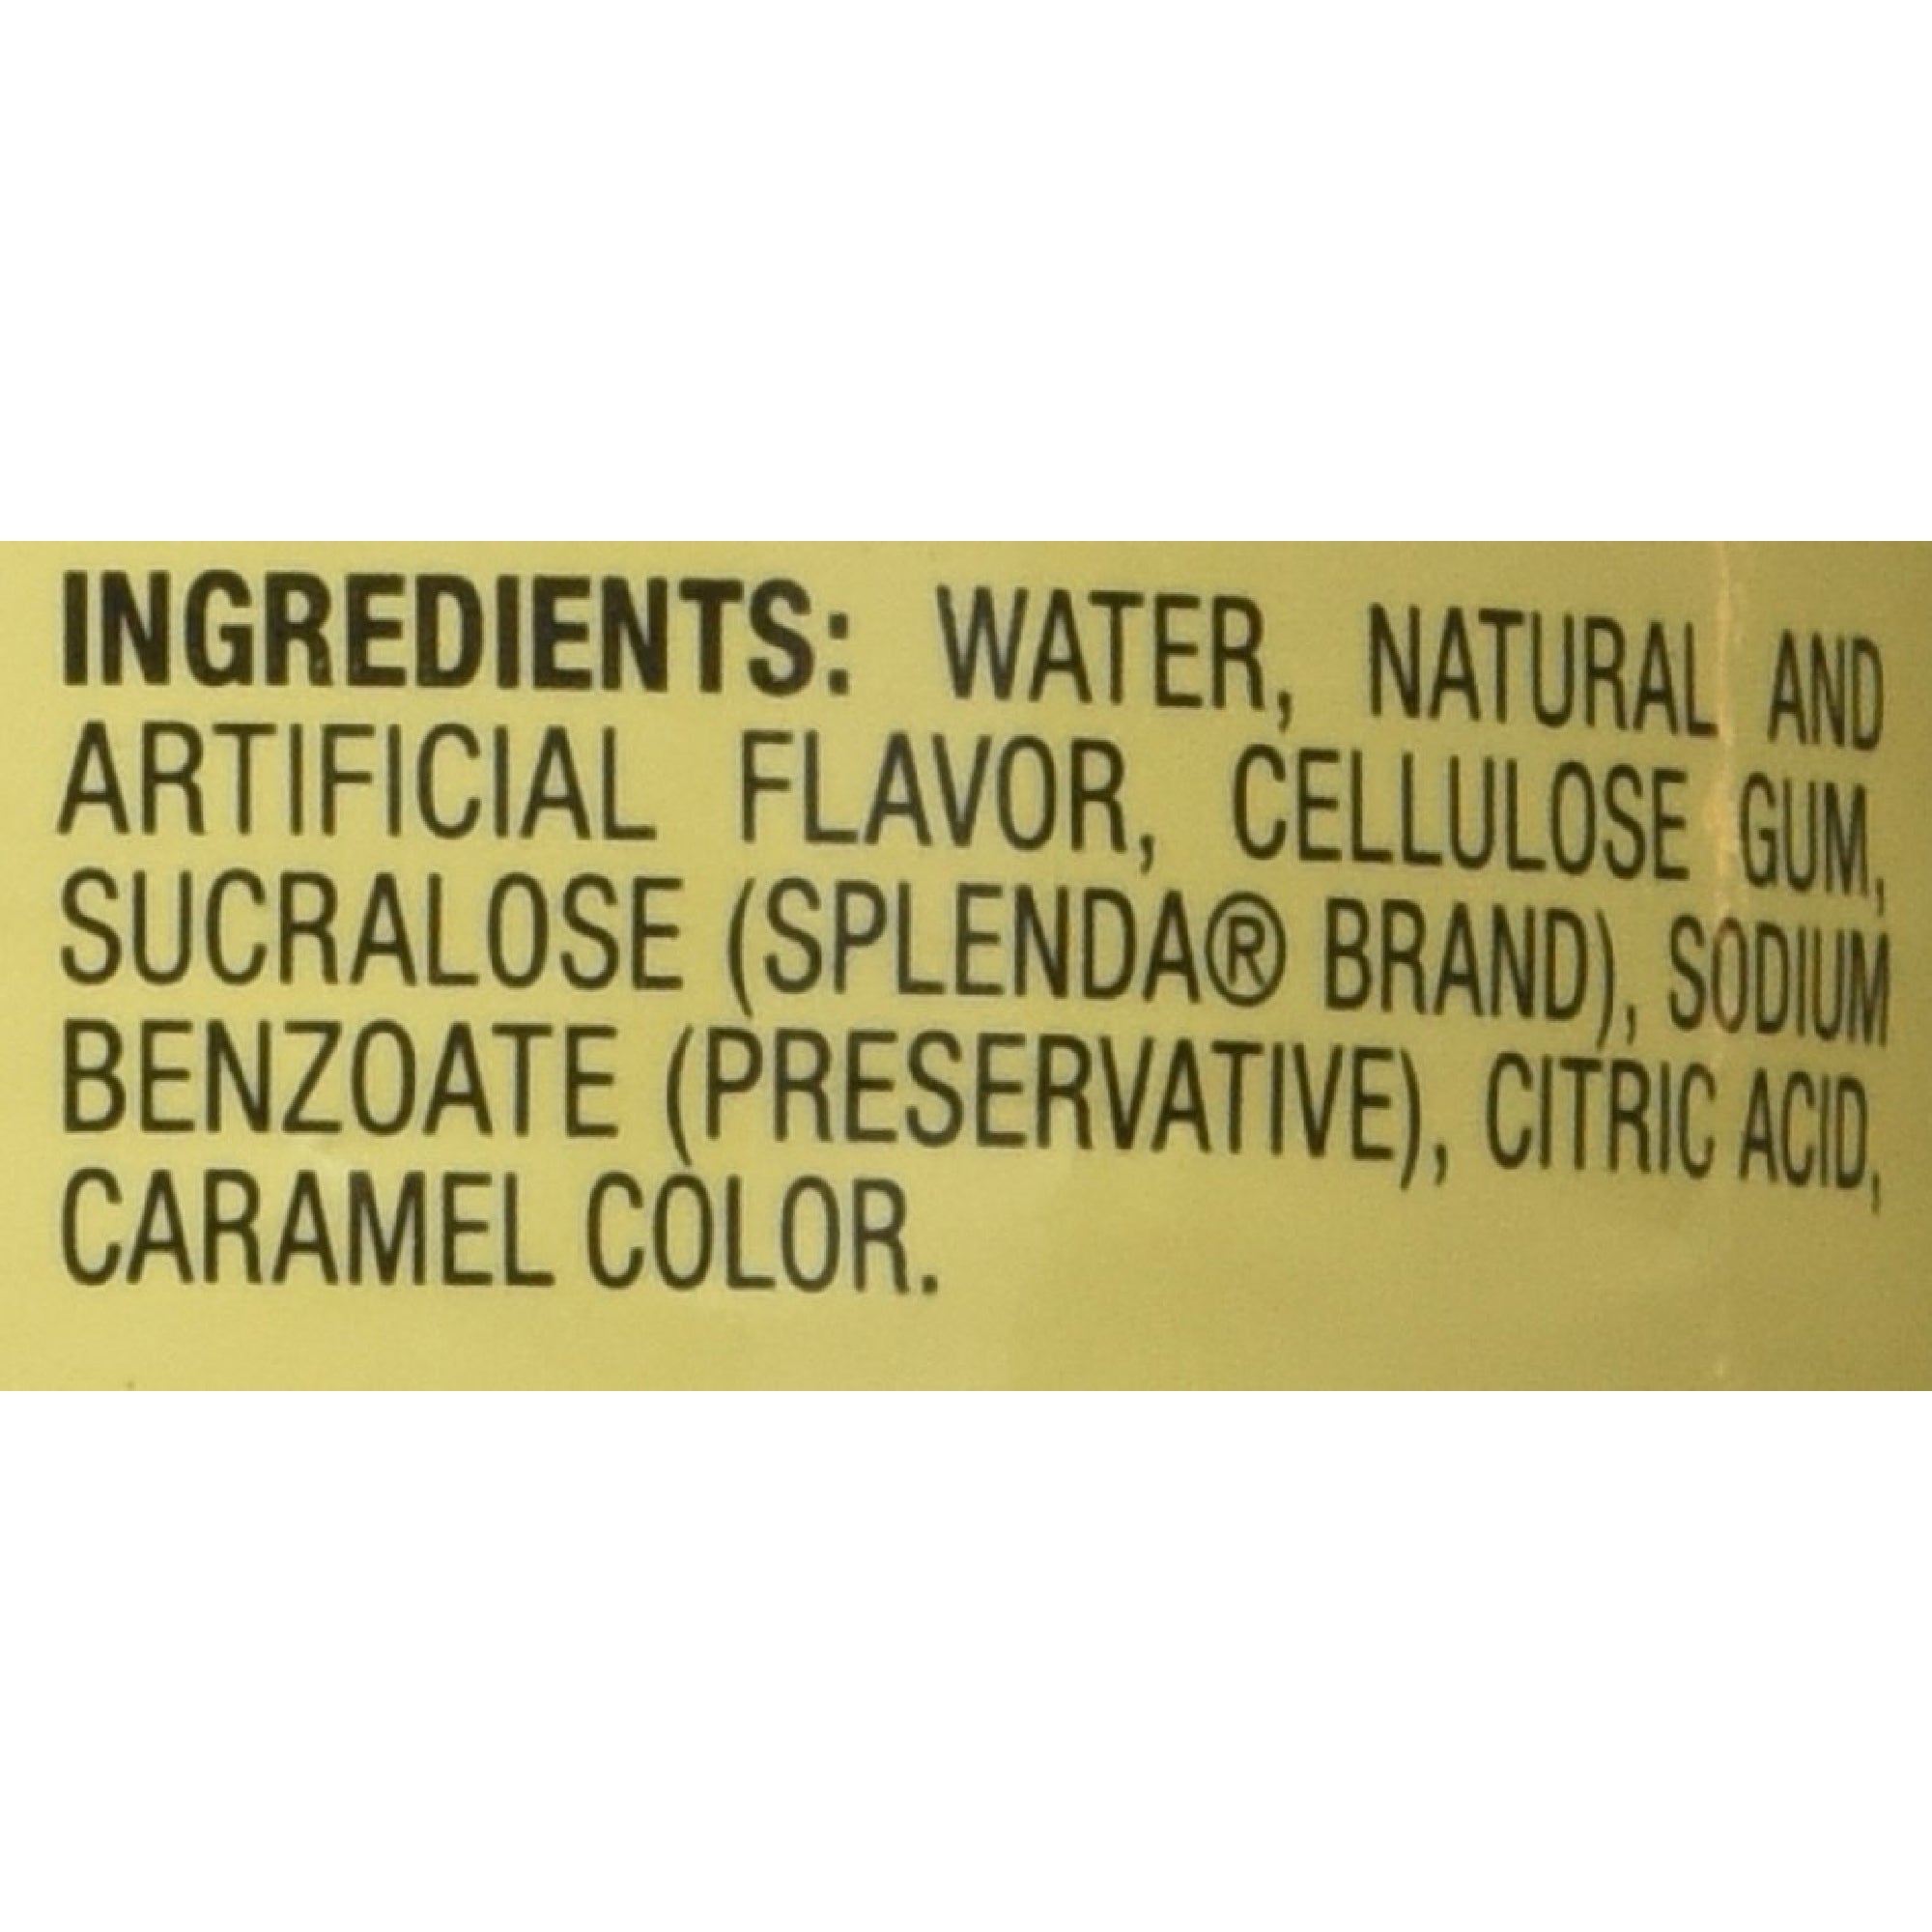 INGREDIENTS: WATER, NATURAL AND
ARTIFICIAL FLAVOR, CELLULOSE GUM,
SUCRALOSE (SPLENDA® BRAND), SODIUM
BENZOATE (PRESERVATIVE), CITRIC ACID,
CARAMEL COLOR.